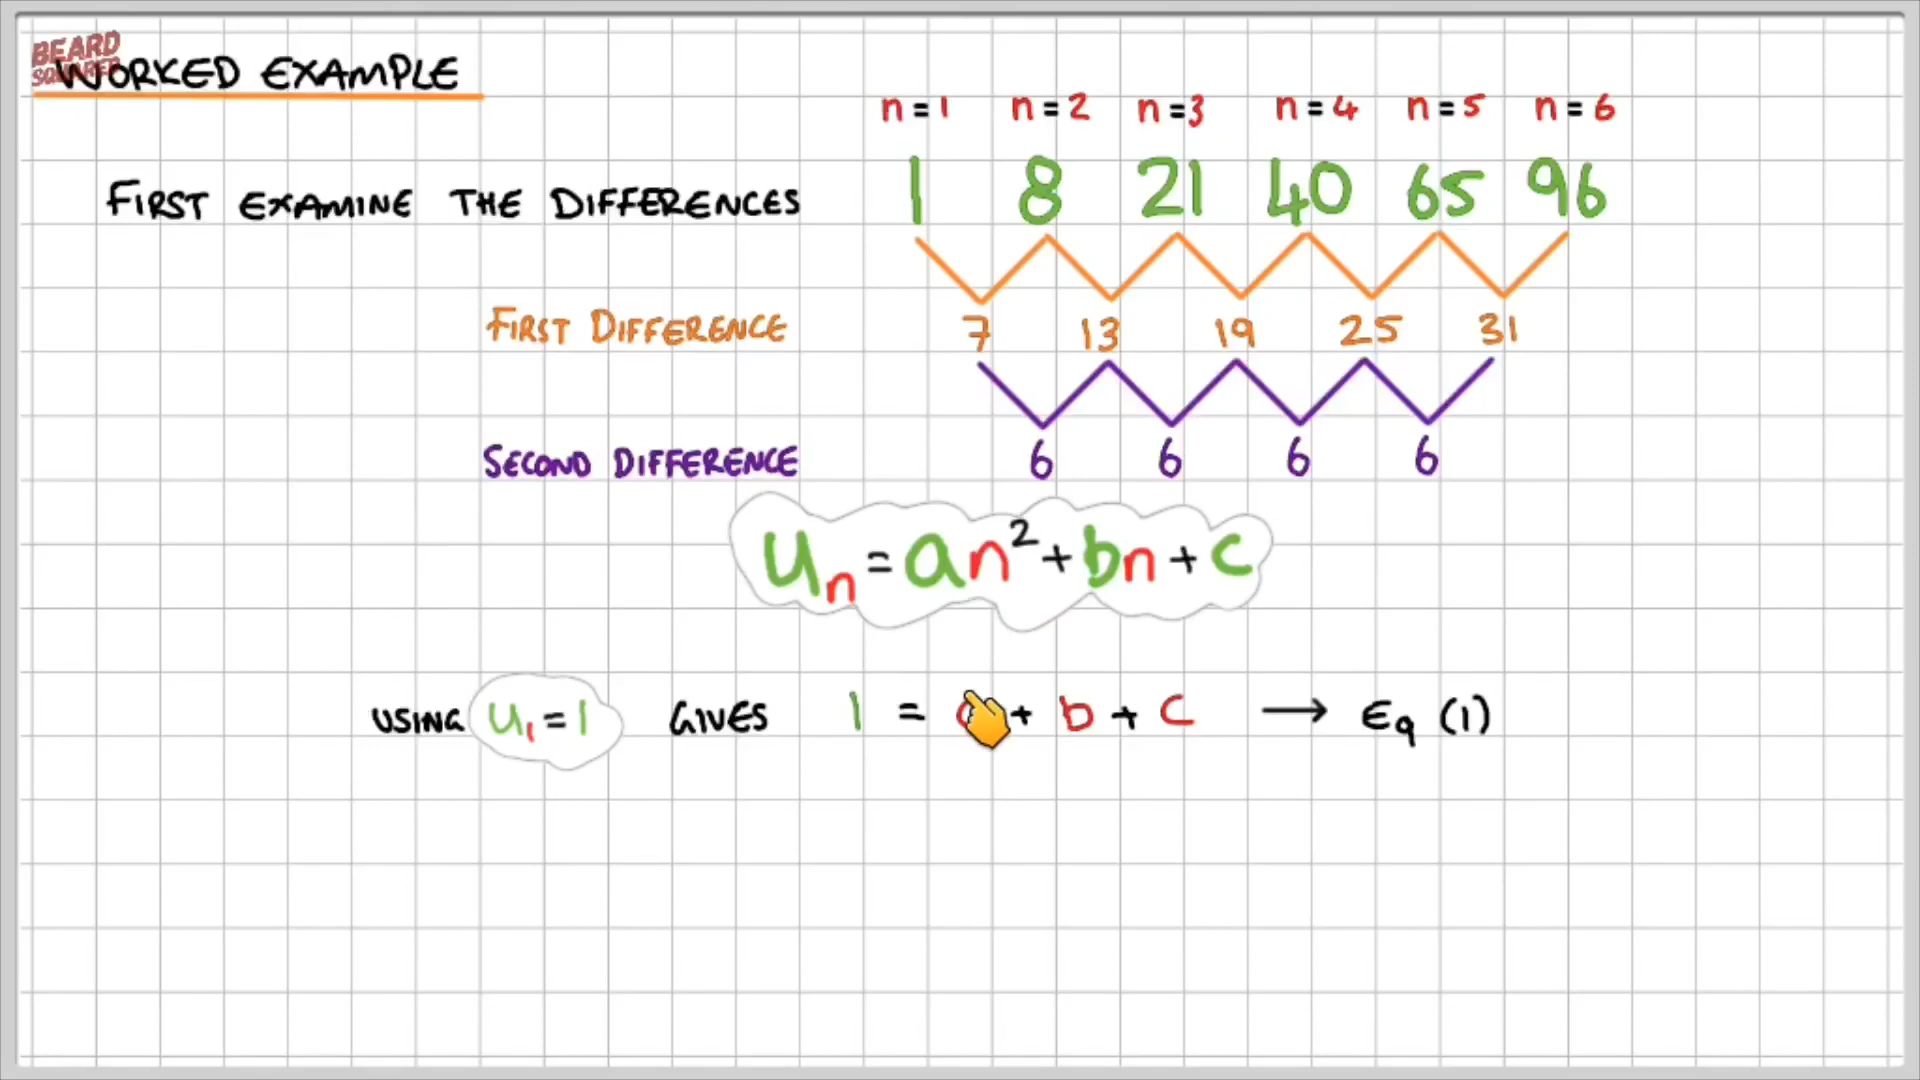 BEARD
SQUARED
WORKED EXAMPLE
n=1 n=2 n=3 n=4 n=5 n=6
FIRST EXAMINE THE DIFFERENCES 1 8 21 40 65 96
FIRST DIFFERENCE 7 13 19 25 31
SECOND DIFFERENCE 6 6 6 6
uₙ = an² + bn + c
USING u₁ = 1 GIVES 1 = + b + c → Eq (1)